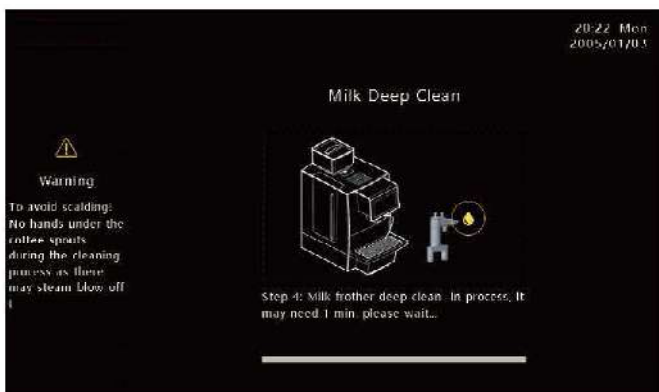 20:22 Mon
2005/01/03
Milk Deep Clean
Warning
To avoid scalding!
No hands under the
coffee spouts
during the cleaning
process as there
may steam blow off
!
Step 4: Milk frother deep clean in process, It
may need 1 min, please wait...